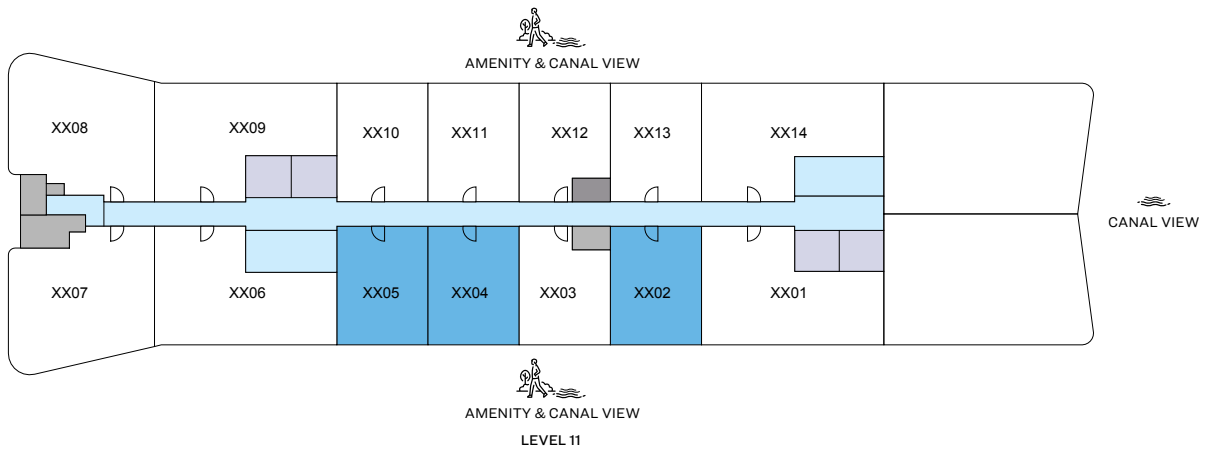 AMENITY & CANAL VIEW
XX08
XX09
XX10
XX11
XX12
XX13
XX14
CANAL VIEW
XX07
XX06
XX05
XX04
XX03
XX02
XX01
AMENITY & CANAL VIEW
LEVEL 11